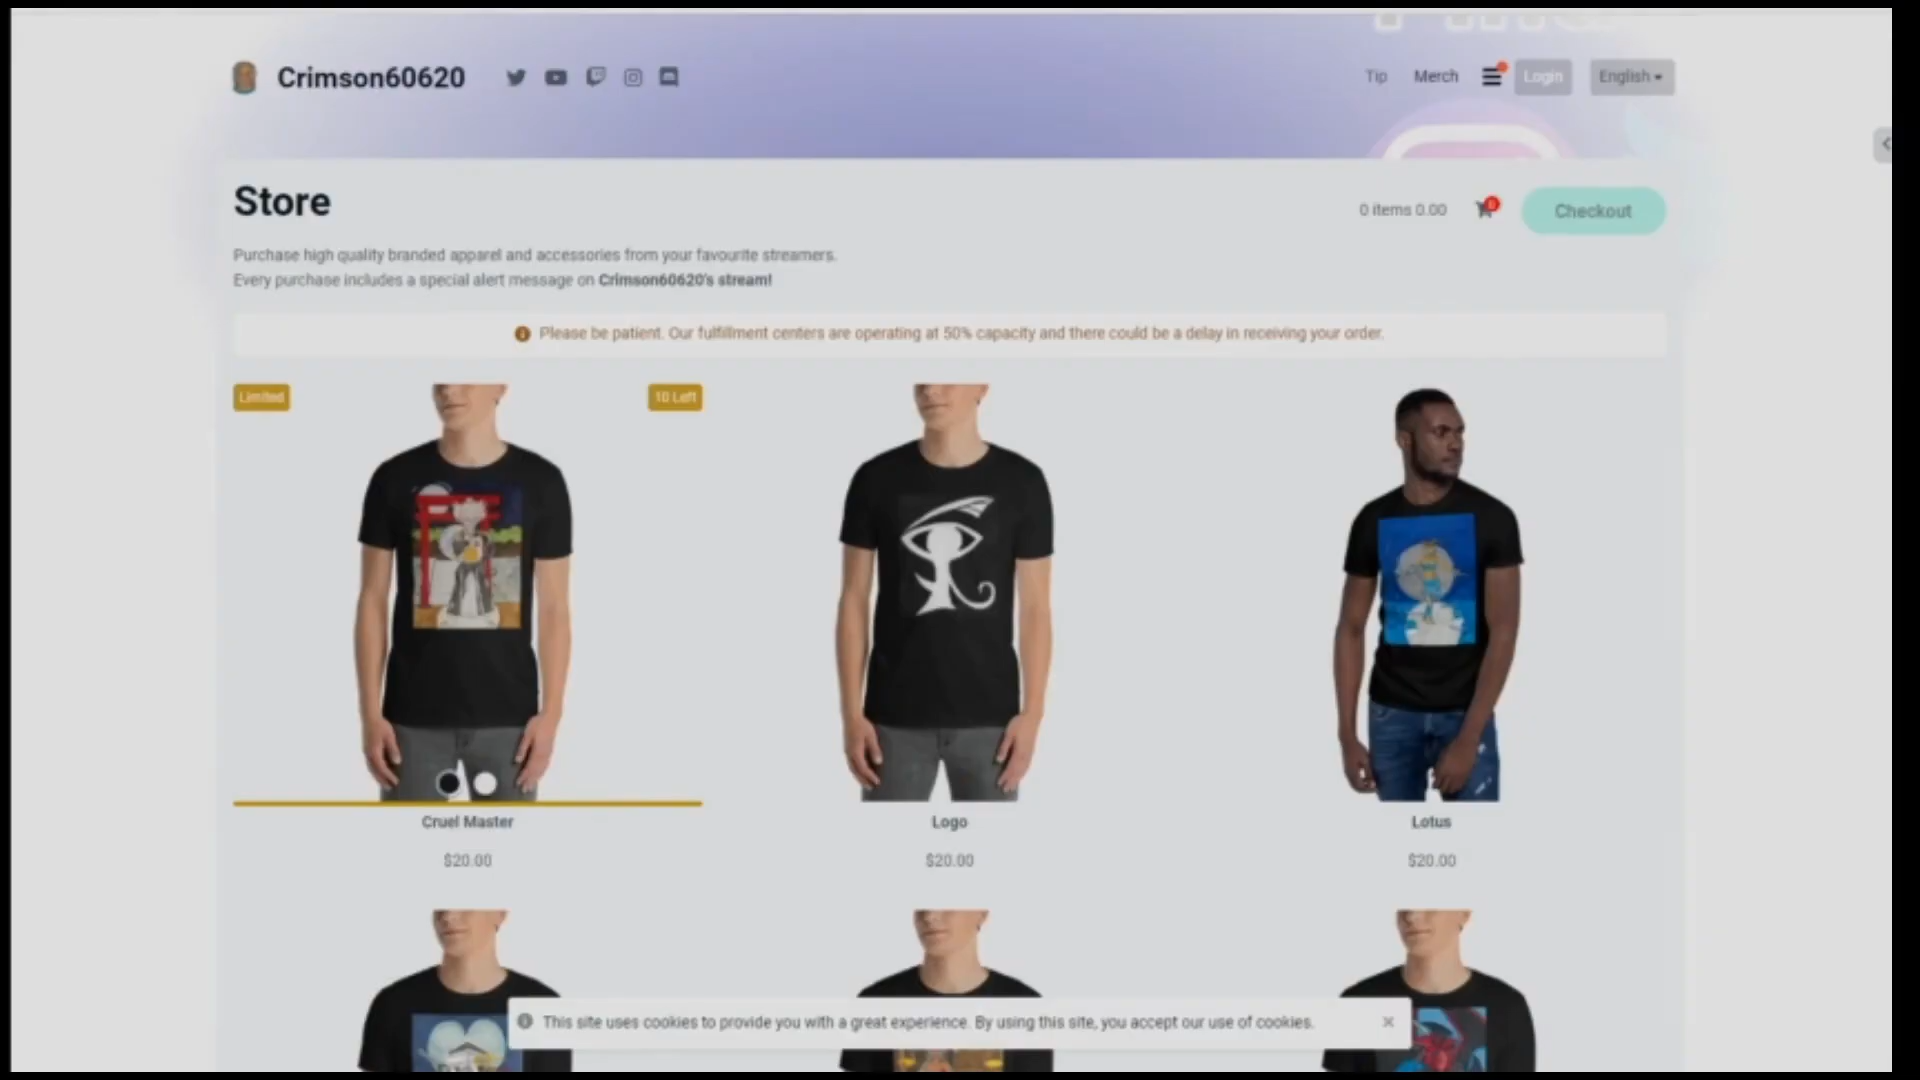 Crimson60620
Tip Merch Login English
Store
0 items 0.00
0
Checkout
Purchase high quality branded apparel and accessories from your favourite streamers.
Every purchase includes a special alert message on Crimson60620's stream!
Please be patient. Our fulfillment centers are operating at 50% capacity and there could be a delay in receiving your order.
Limited
10 Left
Cruel Master
$20.00
Logo
$20.00
Lotus
$20.00
This site uses cookies to provide you with a great experience. By using this site, you accept our use of cookies.